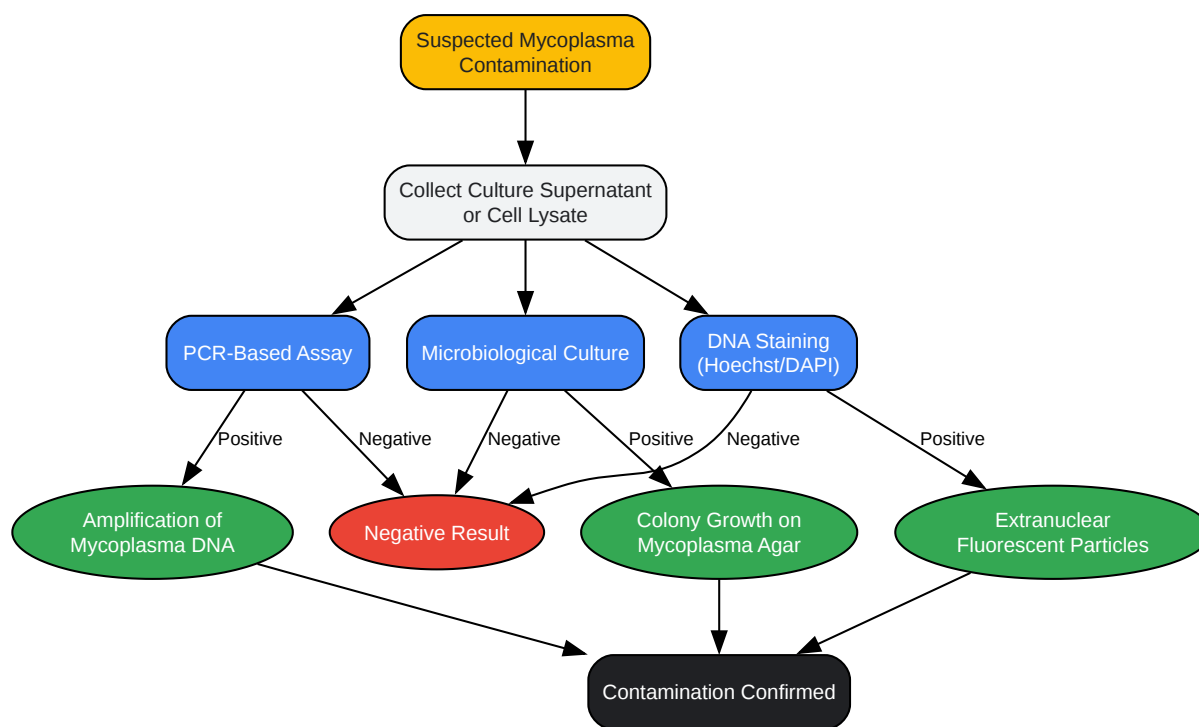 Suspected Mycoplasma
Contamination
Collect Culture Supernatant
or Cell Lysate
PCR-Based Assay
Microbiological Culture
DNA Staining
(Hoechst/DAPI)
Positive
Negative
Negative
Positive
Negative
Positive
Amplification of
Mycoplasma DNA
Negative Result
Colony Growth on
Mycoplasma Agar
Extranuclear
Fluorescent Particles
Contamination Confirmed